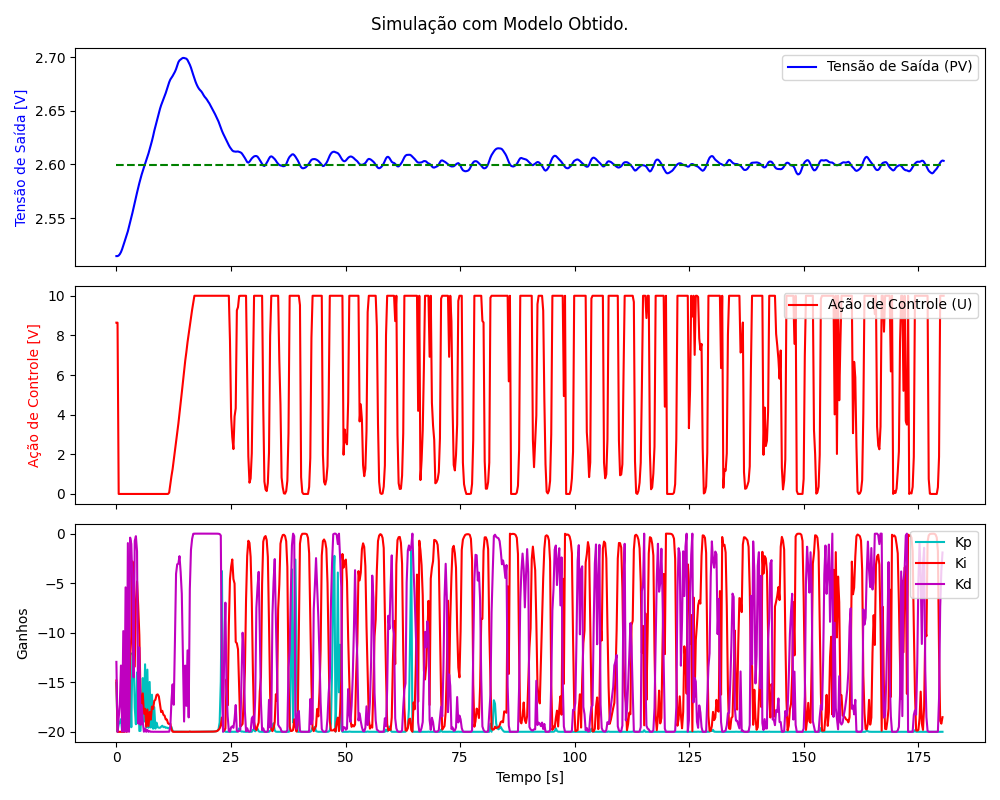 Simulação com Modelo Obtido.
Tensão de Saída [V]
2.70
2.65
2.60
2.55
Tensão de Saída (PV)
Ação de Controle [V]
10
8
6
4
2
0
Ação de Controle (U)
Ganhos
0
−5
−10
−15
−20
Kp
Ki
Kd
0 25 50 75 100 125 150 175
Tempo [s]